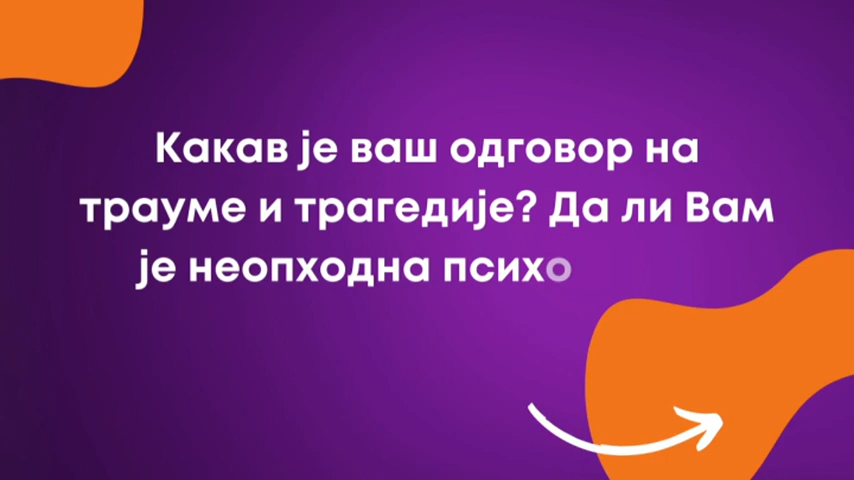 Какав је ваш одговор на
трауме и трагедије? Да ли Вам
је неопходна психо